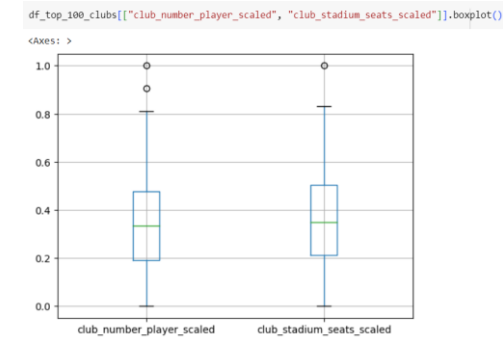 df_top_100_clubs[["club_number_player_scaled", "club_stadium_seats_scaled"]].boxplot()
<Axes: >
1.0
0.8
0.6
0.4
0.2
0.0
club_number_player_scaled club_stadium_seats_scaled